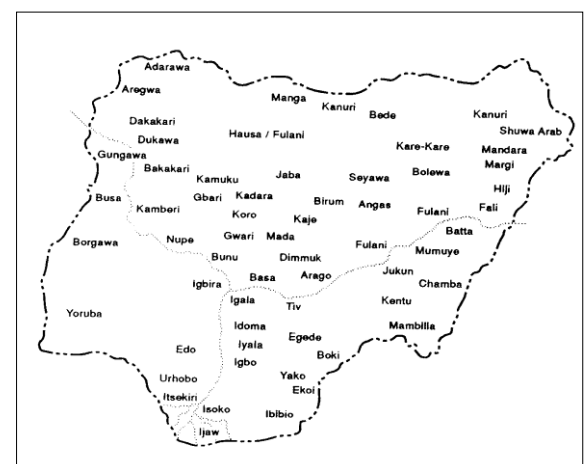 Adarawa
Aregwa
Manga
Kanuri
Bede
Kanuri
Dakakari
Hausa / Fulani
Shuwa Arab
Dukawa
Kare-Kare
Mandara
Gungawa
Margi
Bakakari
Kamuku
Jaba
Seyawa
Bolewa
Hiji
Busa
Gbari
Kadara
Birum
Angas
Fulani
Fali
Kamberi
Koro
Kaje
Batta
Borgawa
Nupe
Gwari
Mada
Fulani
Mumuye
Bunu
Dimmuk
Igbira
Basa
Arago
Jukun
Chamba
Igala
Tiv
Kentu
Yoruba
Idoma
Mambilla
Edo
Iyala
Egede
Igbo
Boki
Urhobo
Yako
Itsekiri
Ekoi
Isoko
Ibibio
Ijaw